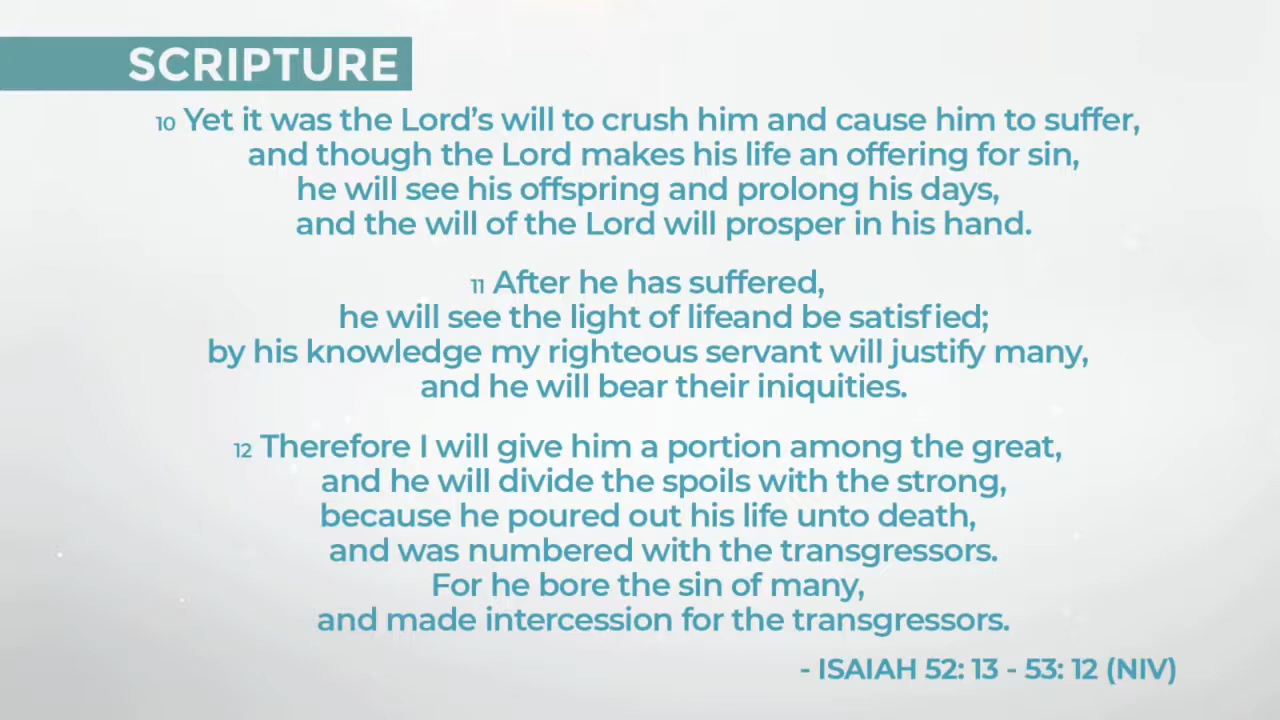 SCRIPTURE
10 Yet it was the Lord’s will to crush him and cause him to suffer,
and though the Lord makes his life an offering for sin,
he will see his offspring and prolong his days,
and the will of the Lord will prosper in his hand.
11 After he has suffered,
he will see the light of lifeand be satisfied;
by his knowledge my righteous servant will justify many,
and he will bear their iniquities.
12 Therefore I will give him a portion among the great,
and he will divide the spoils with the strong,
because he poured out his life unto death,
and was numbered with the transgressors.
For he bore the sin of many,
and made intercession for the transgressors.
- ISAIAH 52: 13 - 53: 12 (NIV)